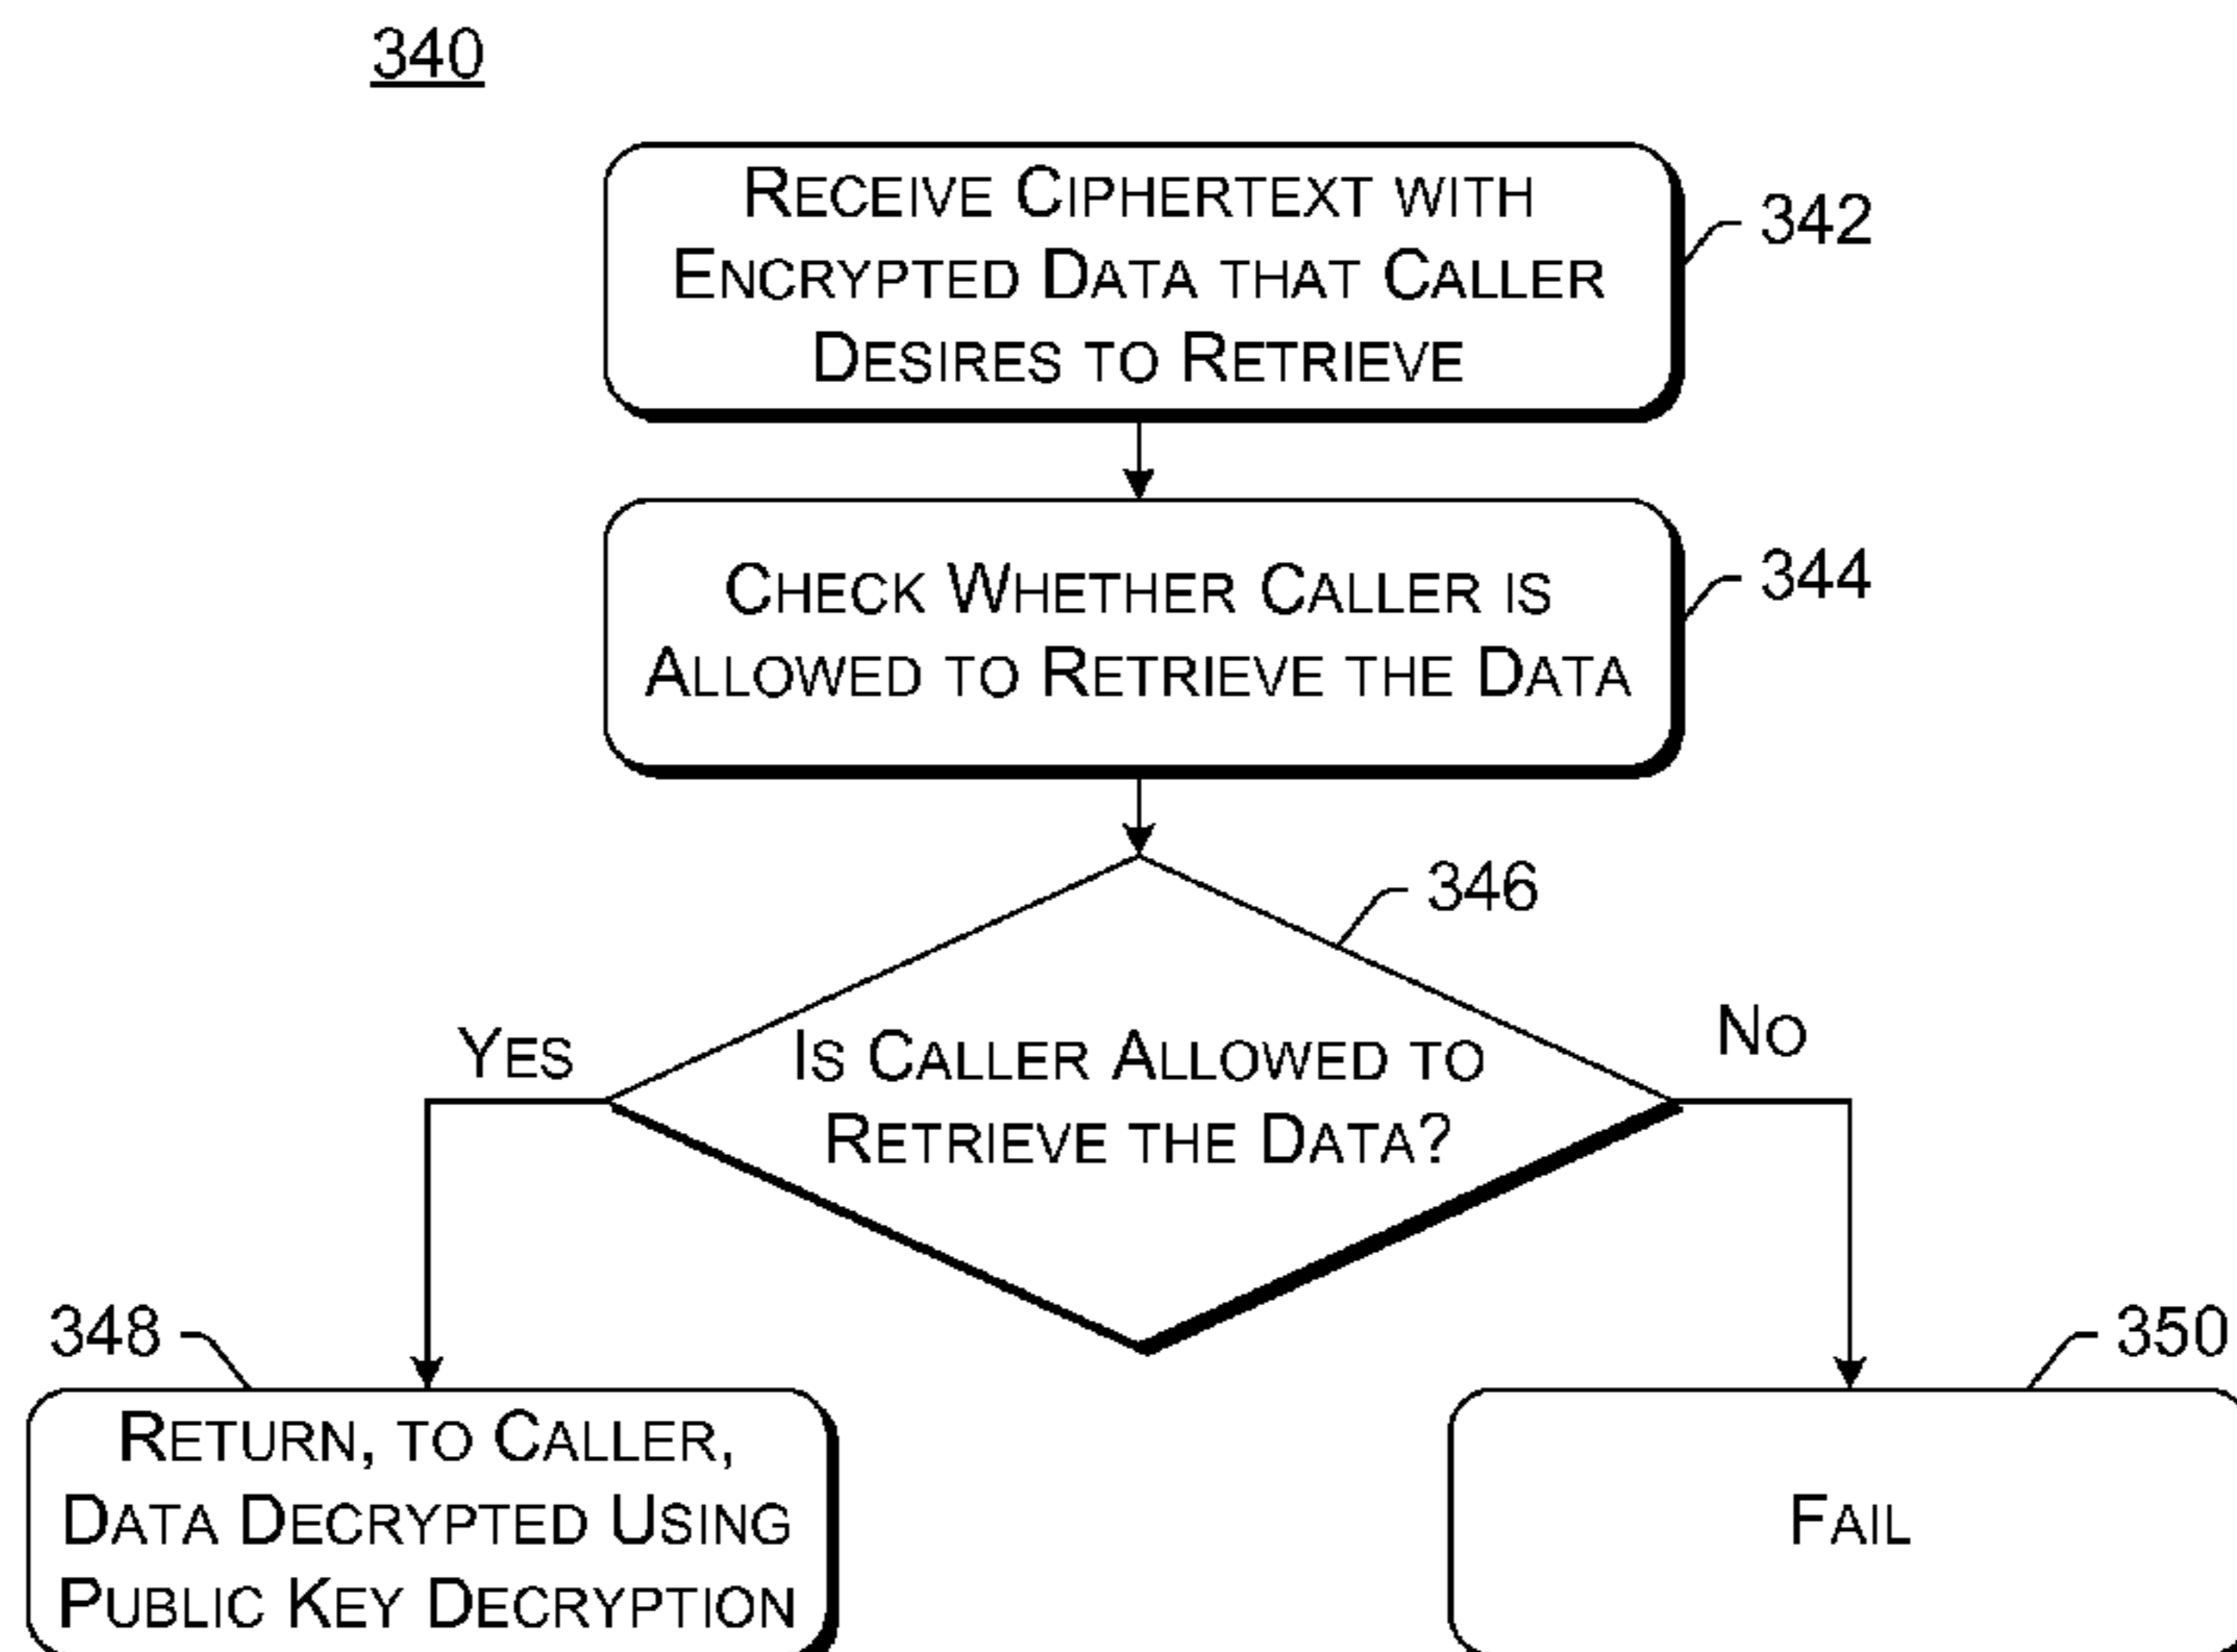 340
RECEIVE CIPHERTEXT WITH
ENCRYPTED DATA THAT CALLER
DESIRES TO RETRIEVE
342
CHECK WHETHER CALLER IS
ALLOWED TO RETRIEVE THE DATA
344
346
IS CALLER ALLOWED TO
RETRIEVE THE DATA?
YES
NO
348
RETURN, TO CALLER,
DATA DECRYPTED USING
PUBLIC KEY DECRYPTION
350
FAIL